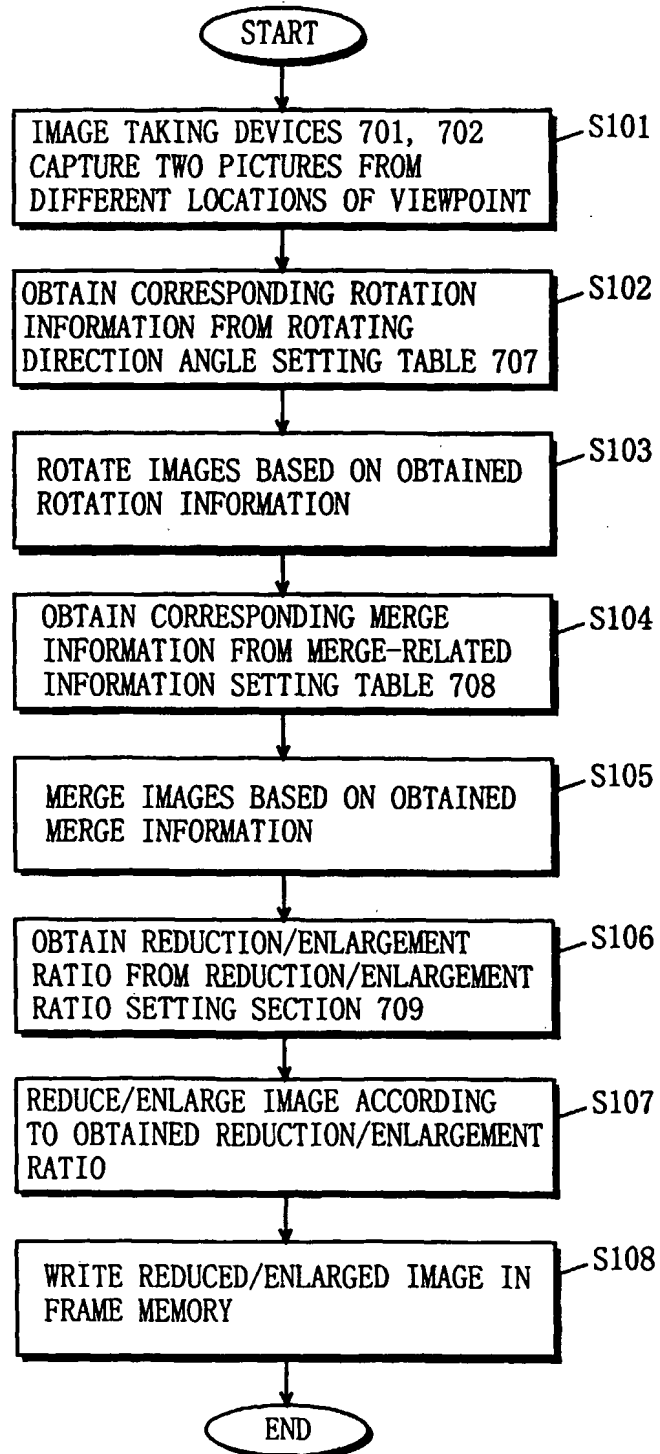 START
IMAGE TAKING DEVICES 701, 702
CAPTURE TWO PICTURES FROM
DIFFERENT LOCATIONS OF VIEWPOINT
S101
OBTAIN CORRESPONDING ROTATION
INFORMATION FROM ROTATING
DIRECTION ANGLE SETTING TABLE 707
S102
ROTATE IMAGES BASED ON OBTAINED
ROTATION INFORMATION
S103
OBTAIN CORRESPONDING MERGE
INFORMATION FROM MERGE-RELATED
INFORMATION SETTING TABLE 708
S104
MERGE IMAGES BASED ON OBTAINED
MERGE INFORMATION
S105
OBTAIN REDUCTION/ENLARGEMENT
RATIO FROM REDUCTION/ENLARGEMENT
RATIO SETTING SECTION 709
S106
REDUCE/ENLARGE IMAGE ACCORDING
TO OBTAINED REDUCTION/ENLARGEMENT
RATIO
S107
WRITE REDUCED/ENLARGED IMAGE IN
FRAME MEMORY
S108
END